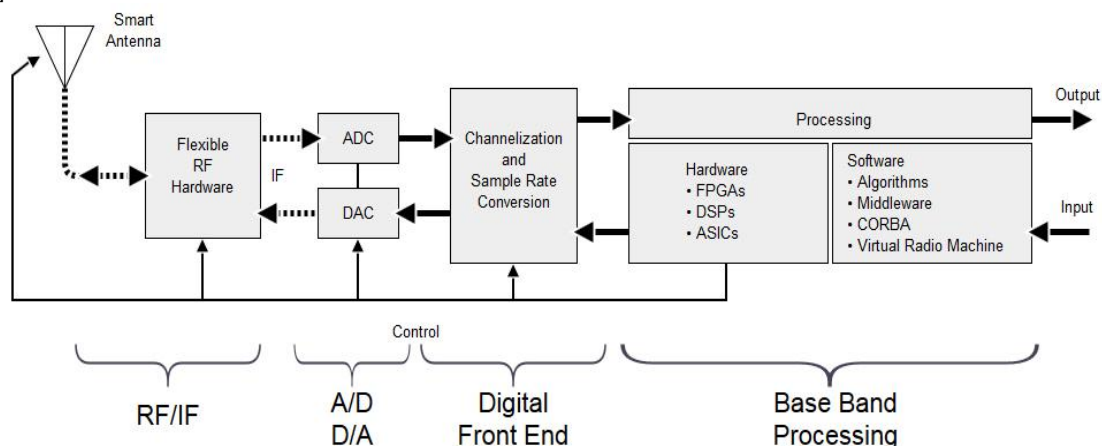 Smart
Antenna
Flexible
RF
Hardware
IF
ADC
DAC
Channelization
and
Sample Rate
Conversion
Processing
Hardware
• FPGAs
• DSPs
• ASICs
Software
• Algorithms
• Middleware
• CORBA
• Virtual Radio Machine
Output
Input
Control
RF/IF
A/D
D/A
Digital
Front End
Base Band
Processing